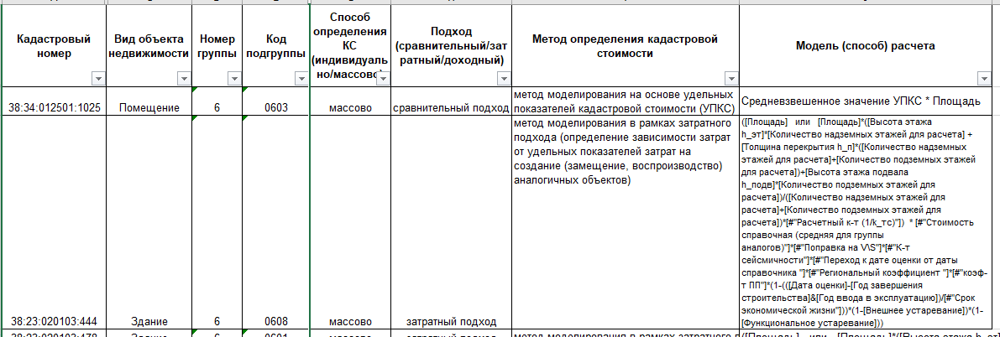 Кадастровый
номер
Вид объекта
недвижимости
Номер
группы
Код
подгруппы
Способ
определения
КС
(индивидуаль
но/массово)
Подход
(сравнительный/зат
ратный/доходный)
Метод определения кадастровой
стоимости
Модель (способ) расчета
38:34:012501:1025
Помещение
6
0603
массово
сравнительный подход
метод моделирования на основе удельных
показателей кадастровой стоимости (УПКС)
Средневзвешенное значение УПКС * Площадь
38:23:020103:444
Здание
6
0608
массово
затратный подход
метод моделирования в рамках затратного
подхода (определение зависимости затрат
от удельных показателей затрат на
создание (замещение, воспроизводство)
аналогичных объектов)
([Площадь] или [Площадь]*([Высота этажа
h_эт]*[Количество надземных этажей для расчета] +
[Толщина перекрытия h_п]*([Количество надземных
этажей для расчета]+[Количество подземных этажей
для расчета])+[Высота этажа подвала
h_подв]*[Количество подземных этажей для
расчета])/([Количество надземных этажей для
расчета]+[Количество подземных этажей для
расчета])*[#"Расчетный к-т (1/k_тс)"]) * [#"Стоимость
справочная (средняя для группы
аналогов)"]*[#"Поправка на V\S"]*[#"К-т
сейсмичности"]*[#"Переход к дате оценки от даты
справочника "]*[#"Региональный коэффициент "]*[#"коэф-
т ПП"]*(1-(([Дата оценки]-[Год завершения
строительства]&[Год ввода в эксплуатацию])/[#"Срок
экономической жизни"]))*(1-[Внешнее устаревание])*(1-
[Функциональное устаревание]))
38:23:020103:478
Здание
6
0601
массово
затратный подход
метод моделирования в рамках затратного
([Площадь] или [Площадь]*([Высота этажа h_эт]